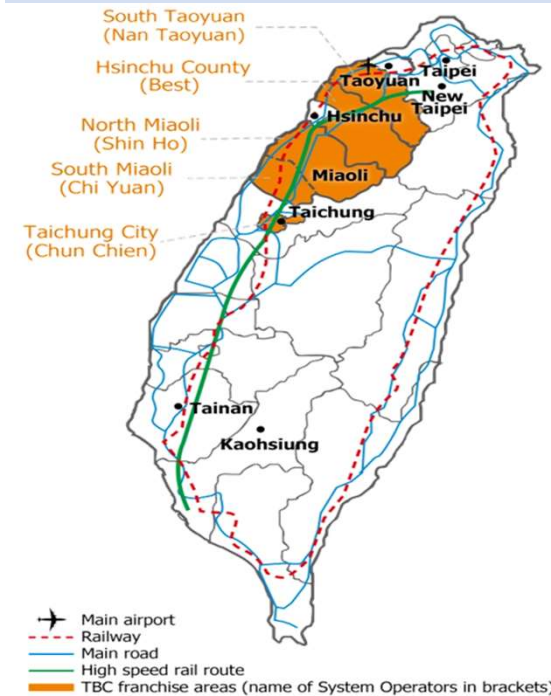 South Taoyuan
(Nan Taoyuan)
Hsinchu County
(Best)
North Miaoli
(Shin Ho)
South Miaoli
(Chi Yuan)
Taichung City
(Chun Chien)
Taoyuan
Taipei
New
Taipei
Hsinchu
Miaoli
Taichung
Tainan
Kaohsiung
Main airport
Railway
Main road
High speed rail route
TBC franchise areas (name of System Operators in brackets)